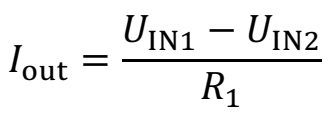 I_out = (U_IN1 − U_IN2) / R_1